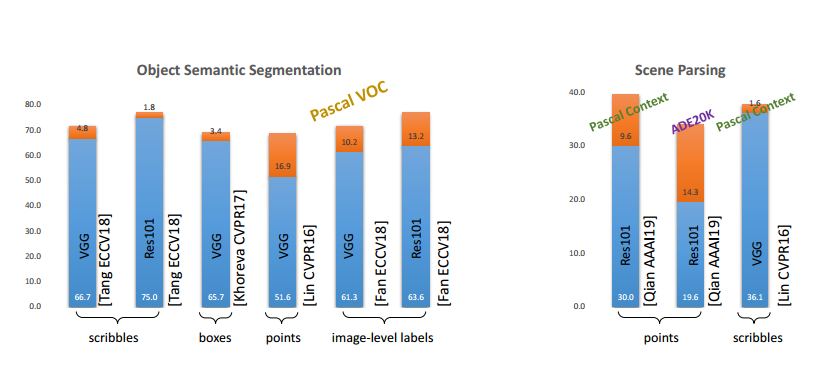 Object Semantic Segmentation
Pascal VOC
80.0
70.0
60.0
50.0
40.0
30.0
20.0
10.0
0.0
4.8
VGG
66.7
[Tang ECCV18]
1.8
Res101
75.0
[Tang ECCV18]
3.4
VGG
65.7
[Khoreva CVPR17]
16.9
VGG
51.6
[Lin CVPR16]
10.2
VGG
61.3
[Fan ECCV18]
13.2
Res101
63.6
[Fan ECCV18]
scribbles
boxes
points
image-level labels
Scene Parsing
40.0
30.0
20.0
10.0
0.0
Pascal Context
9.6
Res101
30.0
[Qian AAAI19]
ADE20K
14.3
Res101
19.6
[Qian AAAI19]
Pascal Context
1.6
VGG
36.1
[Lin CVPR16]
points
scribbles